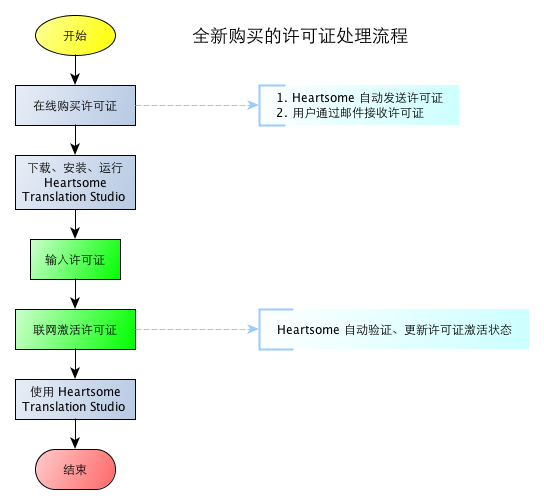 全新购买的许可证处理流程
开始
在线购买许可证
1. Heartsome 自动发送许可证
2. 用户通过邮件接收许可证
下载、安装、运行
Heartsome
Translation Studio
输入许可证
联网激活许可证
Heartsome 自动验证、更新许可证激活状态
使用 Heartsome
Translation Studio
结束